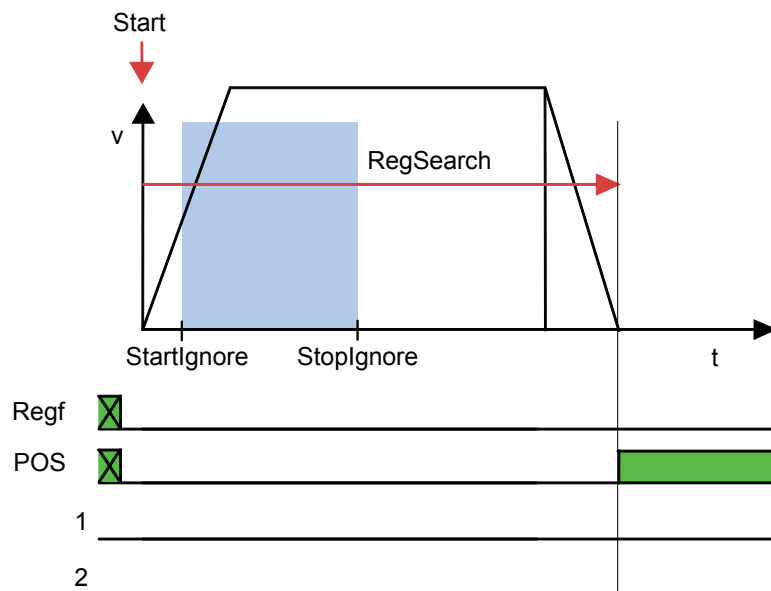 Start
v
RegSearch
StartIgnore
StopIgnore
t
Regf
POS
1
2